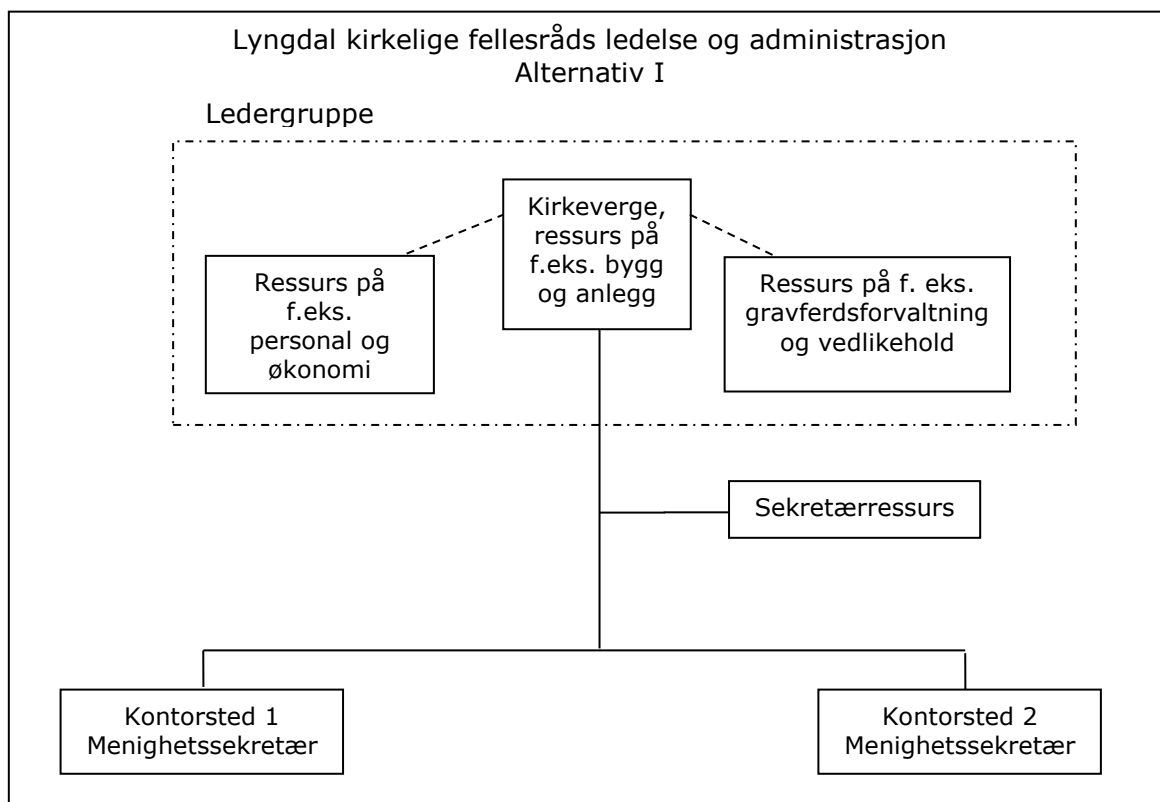 Lyngdal kirkelige fellesråds ledelse og administrasjon
Alternativ I
Ledergruppe
Kirkeverge,
ressurs på
f.eks. bygg
og anlegg
Ressurs på
f.eks.
personal og
økonomi
Ressurs på f. eks.
gravferdsforvaltning
og vedlikehold
Sekretærressurs
Kontorsted 1
Menighetssekretær
Kontorsted 2
Menighetssekretær